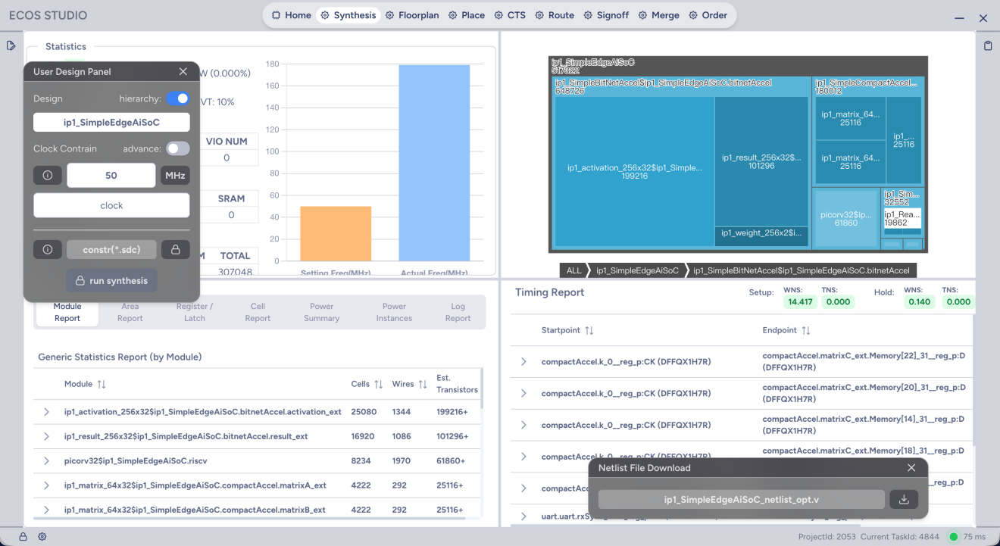 ECOS STUDIO
Home Synthesis Floorplan Place CTS Route Signoff Merge Order
Statistics
User Design Panel
Design hierarchy:
ip1_SimpleEdgeAiSoC
Clock Contrain advance:
50 MHz
clock
constr(*.sdc)
run synthesis
W (0.000%)
VT: 10%
VIO NUM
0
SRAM
0
M TOTAL
307048
180
160
140
120
100
80
60
40
20
0
Setting Freq(MHz) Actual Freq(MHz)
ip1_SimpleEdgeAiSoC
517322
ip1_SimpleBitNetAccel$ip1_SimpleEdgeAiSoC.bitnetAccel
648726
ip1_activation_256x32$ip1_Simple...
199216
ip1_result_256x32$...
101296
ip1_weight_256x2$i...
ip1_SimpleCompactAccel...
180012
ip1_matrix_64...
25116
ip1_matrix_64...
25116
ip1_...
25116
picorv32$ip...
61860
ip1_Sim...
32552
ip1_Rea...
19862
ALL ip1_SimpleEdgeAiSoC ip1_SimpleBitNetAccel$ip1_SimpleEdgeAiSoC.bitnetAccel
Module Report
Area Report
Register / Latch
Cell Report
Power Summary
Power Instances
Log Report
Generic Statistics Report (by Module)
Module Cells Wires Est. Transistors
ip1_activation_256x32$ip1_SimpleEdgeAiSoC.bitnetAccel.activation_ext 25080 1344 199216+
ip1_result_256x32$ip1_SimpleEdgeAiSoC.bitnetAccel.result_ext 16920 1086 101296+
picorv32$ip1_SimpleEdgeAiSoC.riscv 8234 1970 61860+
ip1_matrix_64x32$ip1_SimpleEdgeAiSoC.compactAccel.matrixA_ext 4222 292 25116+
ip1_matrix_64x32$ip1_SimpleEdgeAiSoC.compactAccel.matrixB_ext 4222 292 25116+
Timing Report
Setup: WNS: 14.417 TNS: 0.000 Hold: WNS: 0.140 TNS: 0.000
Startpoint Endpoint
compactAccel.k_0__reg_p:CK (DFFQX1H7R) compactAccel.matrixC_ext.Memory[22]_31__reg_p:D
(DFFQX1H7R)
compactAccel.k_0__reg_p:CK (DFFQX1H7R) compactAccel.matrixC_ext.Memory[20]_31__reg_p:D
(DFFQX1H7R)
compactAccel.k_0__reg_p:CK (DFFQX1H7R) compactAccel.matrixC_ext.Memory[14]_31__reg_p:D
(DFFQX1H7R)
compactAccel.k_0__reg_p:CK (DFFQX1H7R) compactAccel.matrixC_ext.Memory[18]_31__reg_p:D
compactAcc __reg_p:D
uart.uart.rxSy
Netlist File Download
ip1_SimpleEdgeAiSoC_netlist_opt.v
ProjectId: 2053 Current TaskId: 4844 75 ms